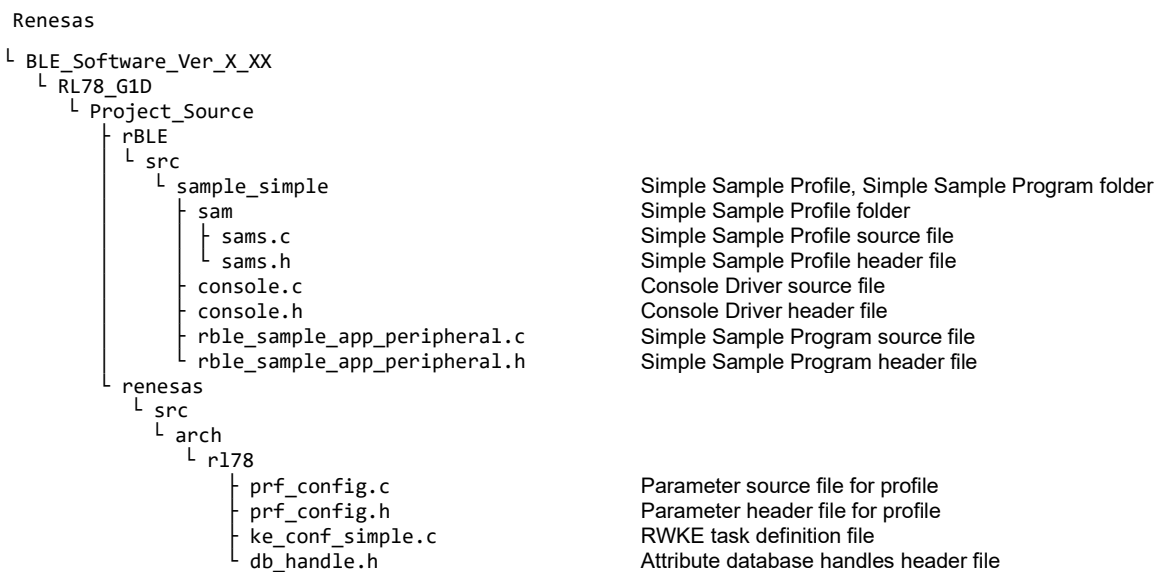 Renesas
└ BLE_Software_Ver_X_XX
└ RL78_G1D
└ Project_Source
├ rBLE
│ └ src
│ └ sample_simple Simple Sample Profile, Simple Sample Program folder
│ ├ sam Simple Sample Profile folder
│ │ ├ sams.c Simple Sample Profile source file
│ │ └ sams.h Simple Sample Profile header file
│ ├ console.c Console Driver source file
│ ├ console.h Console Driver header file
│ ├ rble_sample_app_peripheral.c Simple Sample Program source file
│ └ rble_sample_app_peripheral.h Simple Sample Program header file
└ renesas
└ src
└ arch
└ rl78
├ prf_config.c Parameter source file for profile
├ prf_config.h Parameter header file for profile
├ ke_conf_simple.c RWKE task definition file
└ db_handle.h Attribute database handles header file